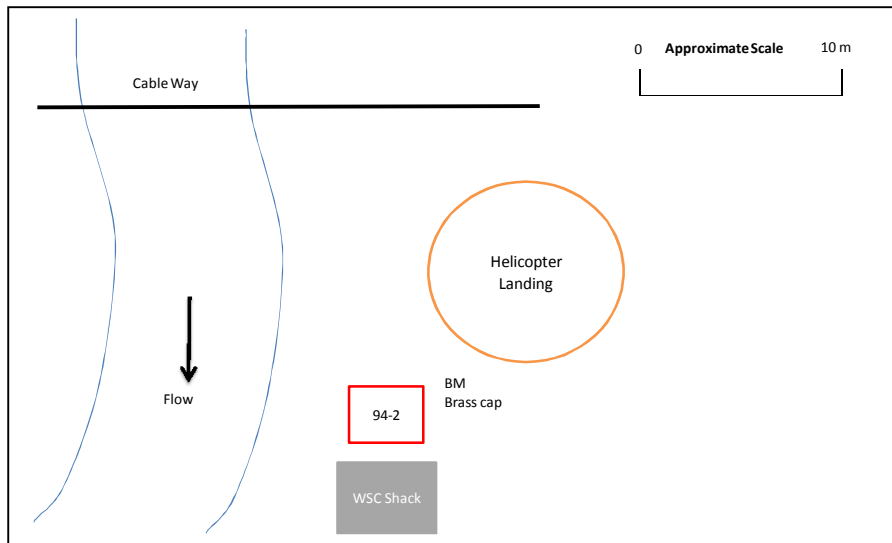 0 Approximate Scale 10 m
Cable Way
Helicopter
Landing
BM
Brass cap
Flow
94-2
WSC Shack